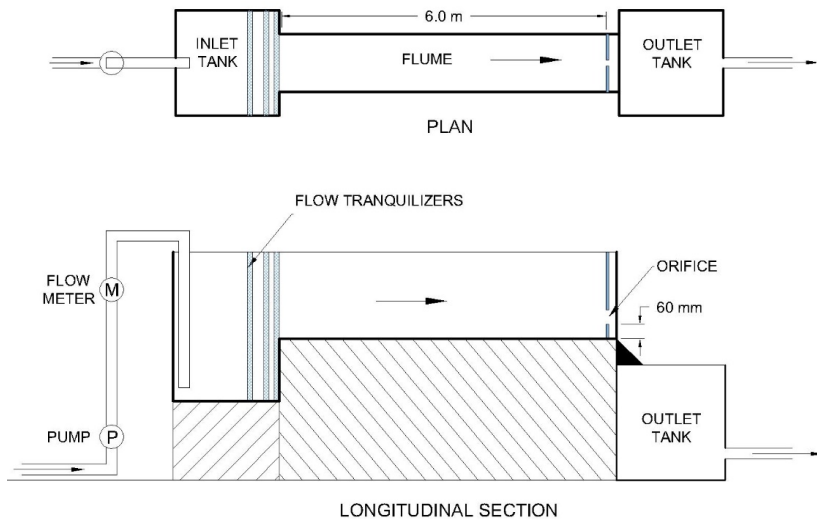 6.0 m
INLET
TANK
FLUME
OUTLET
TANK
PLAN
FLOW TRANQUILIZERS
FLOW
METER
M
ORIFICE
60 mm
PUMP
P
OUTLET
TANK
LONGITUDINAL SECTION